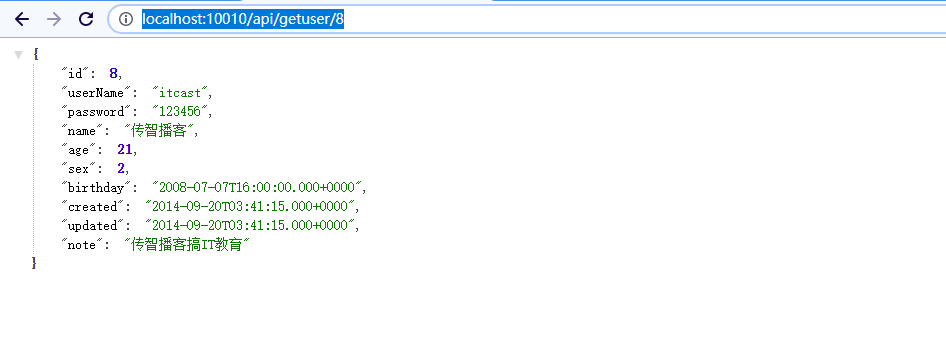 localhost:10010/api/getuser/8
{
"id": 8,
"userName": "itcast",
"password": "123456",
"name": "传智播客",
"age": 21,
"sex": 2,
"birthday": "2008-07-07T16:00:00.000+0000",
"created": "2014-09-20T03:41:15.000+0000",
"updated": "2014-09-20T03:41:15.000+0000",
"note": "传智播客搞IT教育"
}